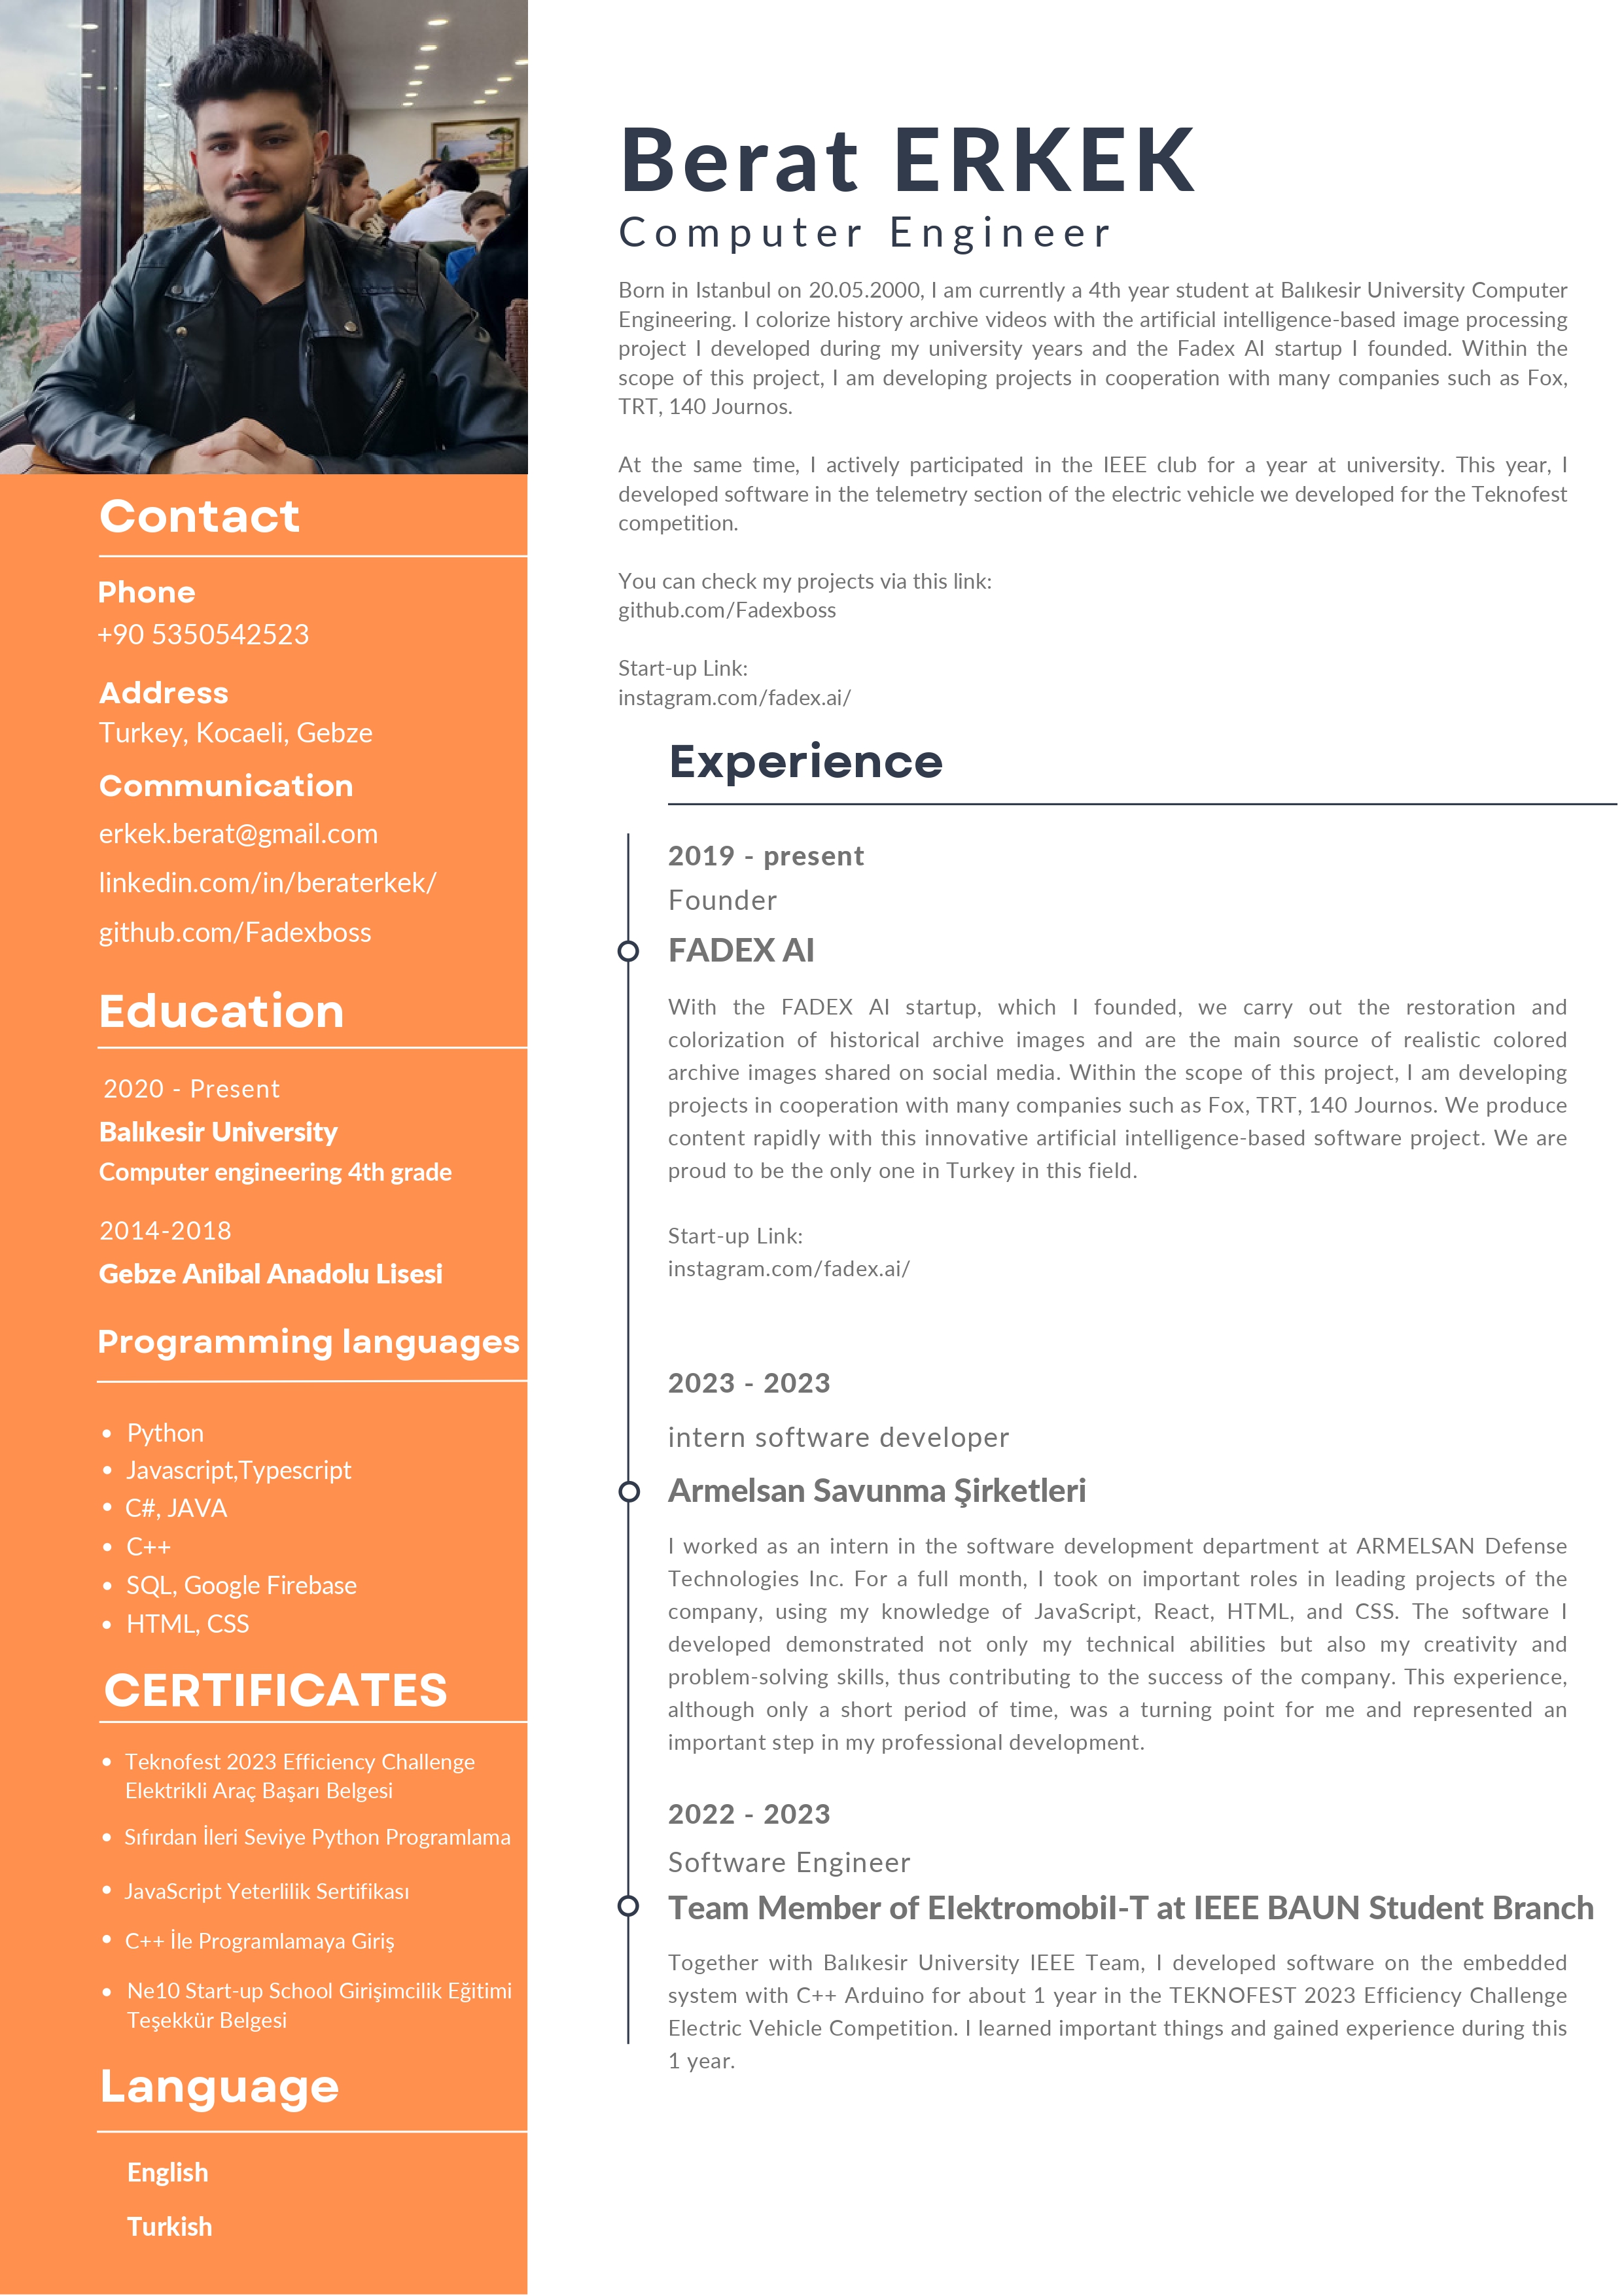 Berat ERKEK
Computer Engineer
Born in Istanbul on 20.05.2000, I am currently a 4th year student at Balıkesir University Computer
Engineering. I colorize history archive videos with the artificial intelligence-based image processing
project I developed during my university years and the Fadex AI startup I founded. Within the
scope of this project, I am developing projects in cooperation with many companies such as Fox,
TRT, 140 Journos.
At the same time, I actively participated in the IEEE club for a year at university. This year, I
developed software in the telemetry section of the electric vehicle we developed for the Teknofest
competition.
You can check my projects via this link:
github.com/Fadexboss
Start-up Link:
instagram.com/fadex.ai/
Contact
Phone
+90 5350542523
Address
Turkey, Kocaeli, Gebze
Communication
erkek.berat@gmail.com
linkedin.com/in/beraterkek/
github.com/Fadexboss
Education
2020 - Present
Balıkesir University
Computer engineering 4th grade
2014-2018
Gebze Anibal Anadolu Lisesi
Programming languages
• Python
• Javascript,Typescript
• C#, JAVA
• C++
• SQL, Google Firebase
• HTML, CSS
CERTIFICATES
• Teknofest 2023 Efficiency Challenge
Elektrikli Araç Başarı Belgesi
• Sıfırdan İleri Seviye Python Programlama
• JavaScript Yeterlilik Sertifikası
• C++ İle Programlamaya Giriş
• Ne10 Start-up School Girişimcilik Eğitimi
Teşekkür Belgesi
Language
English
Turkish
Experience
2019 - present
Founder
FADEX AI
With the FADEX AI startup, which I founded, we carry out the restoration and
colorization of historical archive images and are the main source of realistic colored
archive images shared on social media. Within the scope of this project, I am developing
projects in cooperation with many companies such as Fox, TRT, 140 Journos. We produce
content rapidly with this innovative artificial intelligence-based software project. We are
proud to be the only one in Turkey in this field.
Start-up Link:
instagram.com/fadex.ai/
2023 - 2023
intern software developer
Armelsan Savunma Şirketleri
I worked as an intern in the software development department at ARMELSAN Defense
Technologies Inc. For a full month, I took on important roles in leading projects of the
company, using my knowledge of JavaScript, React, HTML, and CSS. The software I
developed demonstrated not only my technical abilities but also my creativity and
problem-solving skills, thus contributing to the success of the company. This experience,
although only a short period of time, was a turning point for me and represented an
important step in my professional development.
2022 - 2023
Software Engineer
Team Member of Elektromobil-T at IEEE BAUN Student Branch
Together with Balıkesir University IEEE Team, I developed software on the embedded
system with C++ Arduino for about 1 year in the TEKNOFEST 2023 Efficiency Challenge
Electric Vehicle Competition. I learned important things and gained experience during this
1 year.